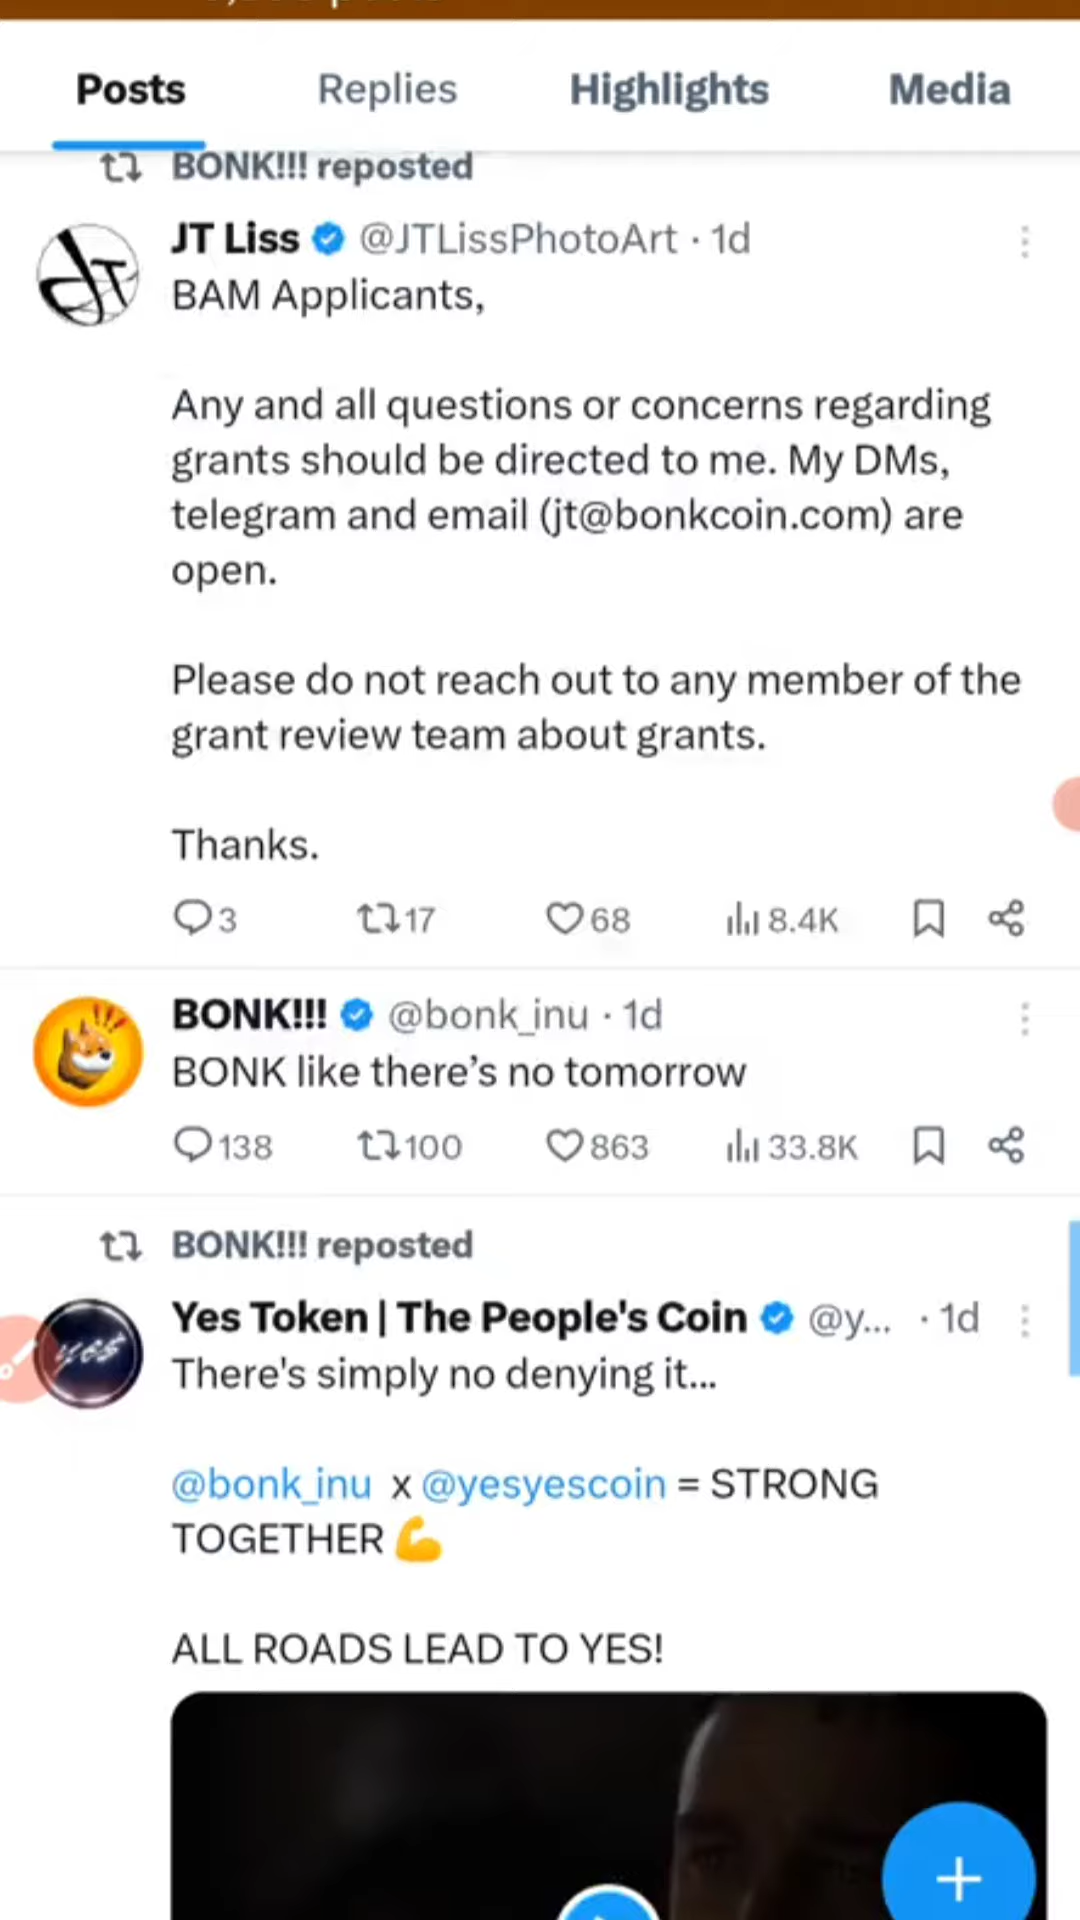 Posts Replies Highlights Media
BONK!!! reposted
JT Liss @JTLissPhotoArt · 1d
BAM Applicants,
Any and all questions or concerns regarding
grants should be directed to me. My DMs,
telegram and email (jt@bonkcoin.com) are
open.
Please do not reach out to any member of the
grant review team about grants.
Thanks.
3 17 68 8.4K
BONK!!! @bonk_inu · 1d
BONK like there’s no tomorrow
138 100 863 33.8K
BONK!!! reposted
Yes Token | The People's Coin @y... · 1d
There's simply no denying it...
@bonk_inu x @yesyescoin = STRONG
TOGETHER 💪
ALL ROADS LEAD TO YES!